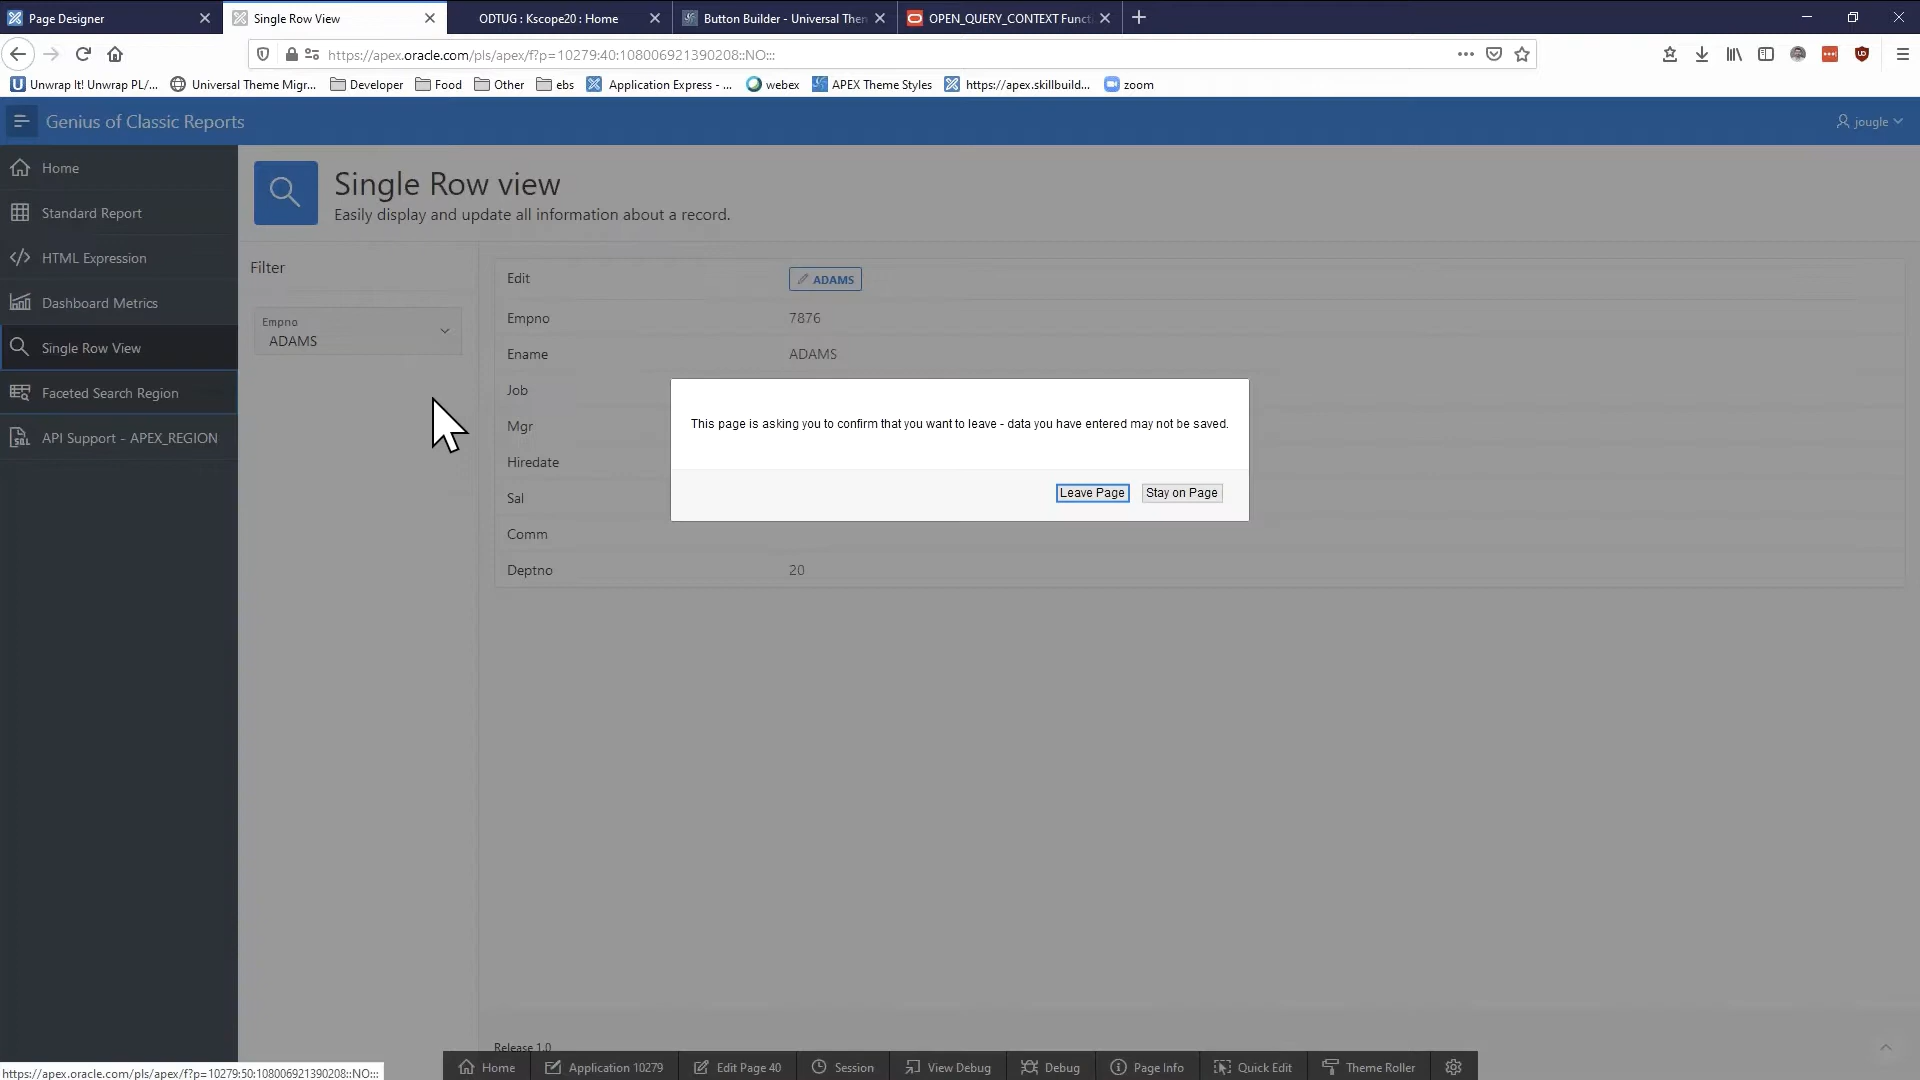 Page Designer
Single Row View
ODTUG : Kscope20 : Home
Button Builder - Universal Then
OPEN_QUERY_CONTEXT Functi
https://apex.oracle.com/pls/apex/f?p=10279:40:108006921390208::NO:::
Unwrap It! Unwrap PL/...
Universal Theme Migr...
Developer
Food
Other
ebs
Application Express - ...
webex
APEX Theme Styles
https://apex.skillbuild...
zoom
Genius of Classic Reports
jougle
Home
Standard Report
HTML Expression
Dashboard Metrics
Single Row View
Faceted Search Region
API Support - APEX_REGION
Single Row view
Easily display and update all information about a record.
Filter
Empno
ADAMS
Edit ADAMS
Empno 7876
Ename ADAMS
Job
Mgr
Hiredate
Sal
Comm
Deptno 20
This page is asking you to confirm that you want to leave - data you have entered may not be saved.
Leave Page Stay on Page
Release 1.0
Home
Application 10279
Edit Page 40
Session
View Debug
Debug
Page Info
Quick Edit
Theme Roller
https://apex.oracle.com/pls/apex/f?p=10279:50:108006921390208::NO:::